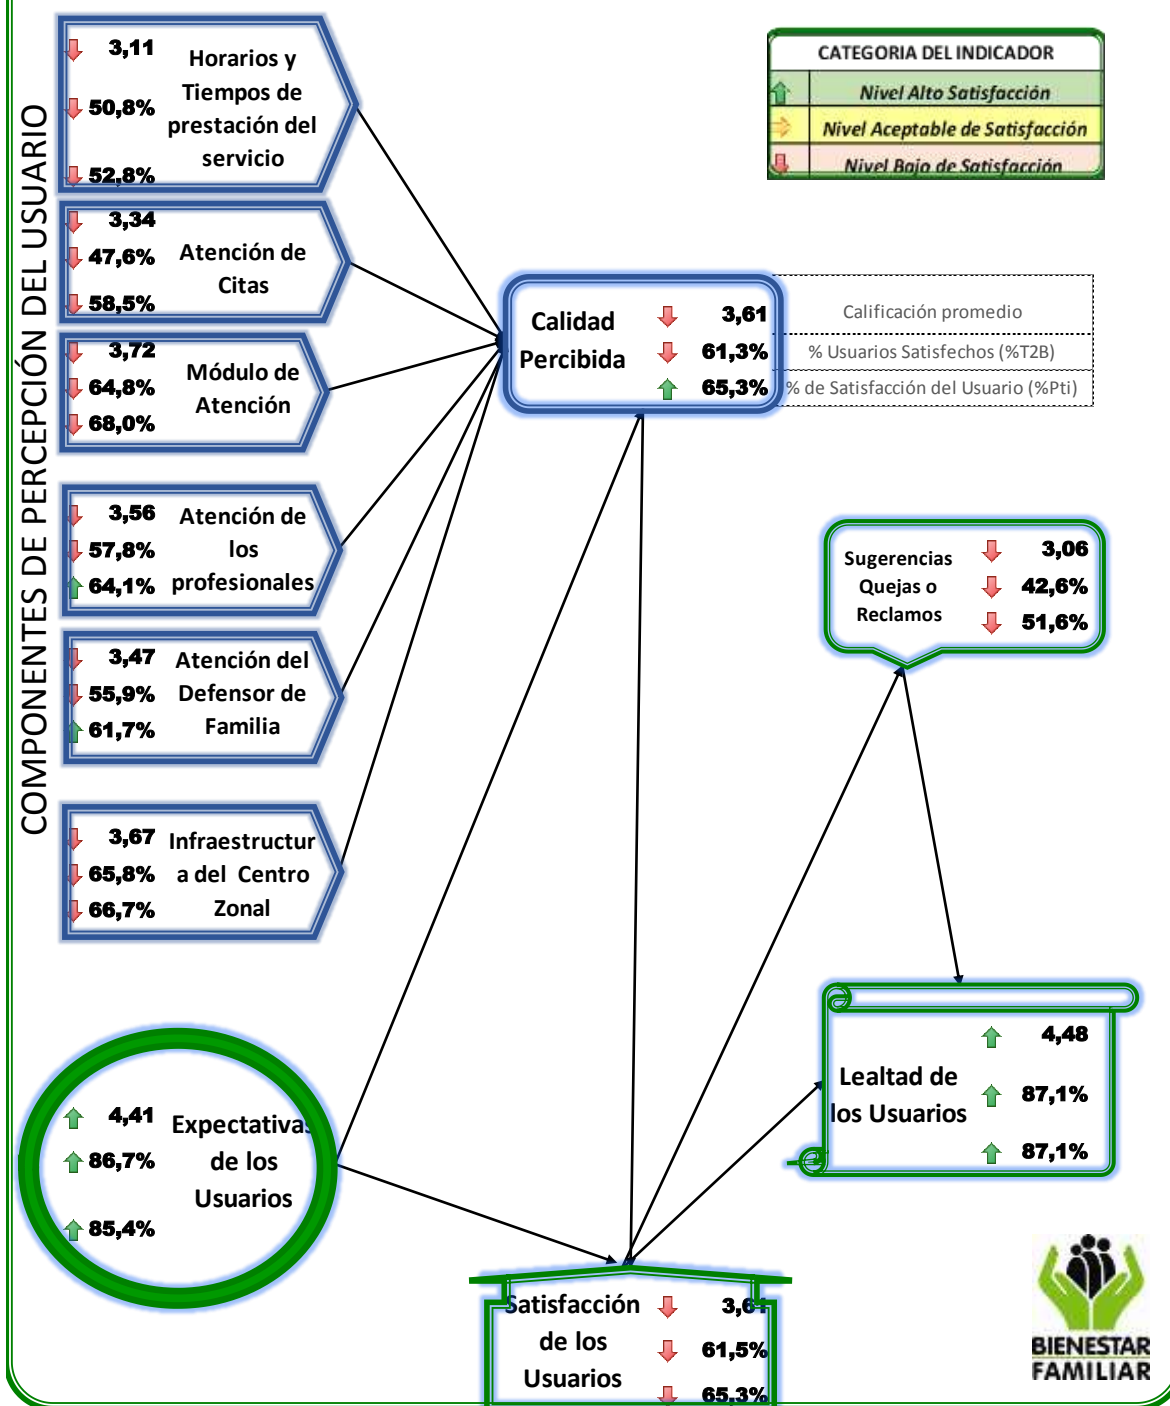 COMPONENTES DE PERCEPCIÓN DEL USUARIO
3,11
50,8%
52,8%
Horarios y
Tiempos de
prestación del
servicio
CATEGORIA DEL INDICADOR
Nivel Alto Satisfacción
Nivel Aceptable de Satisfacción
Nivel Bajo de Satisfacción
3,34
47,6%
58,5%
Atención de
Citas
3,72
64,8%
68,0%
Módulo de
Atención
Calidad
Percibida
3,61
61,3%
65,3%
Calificación promedio
% Usuarios Satisfechos (%T2B)
% de Satisfacción del Usuario (%Pti)
3,56
57,8%
64,1%
Atención de
los
profesionales
Sugerencias
Quejas o
Reclamos
3,06
42,6%
51,6%
3,47
55,9%
61,7%
Atención del
Defensor de
Familia
3,67
65,8%
66,7%
Infraestructur
a del Centro
Zonal
Lealtad de
los Usuarios
4,48
87,1%
87,1%
4,41
86,7%
85,4%
Expectativas
de los
Usuarios
Satisfacción
de los
Usuarios
3,61
61,5%
65,3%
BIENESTAR
FAMILIAR